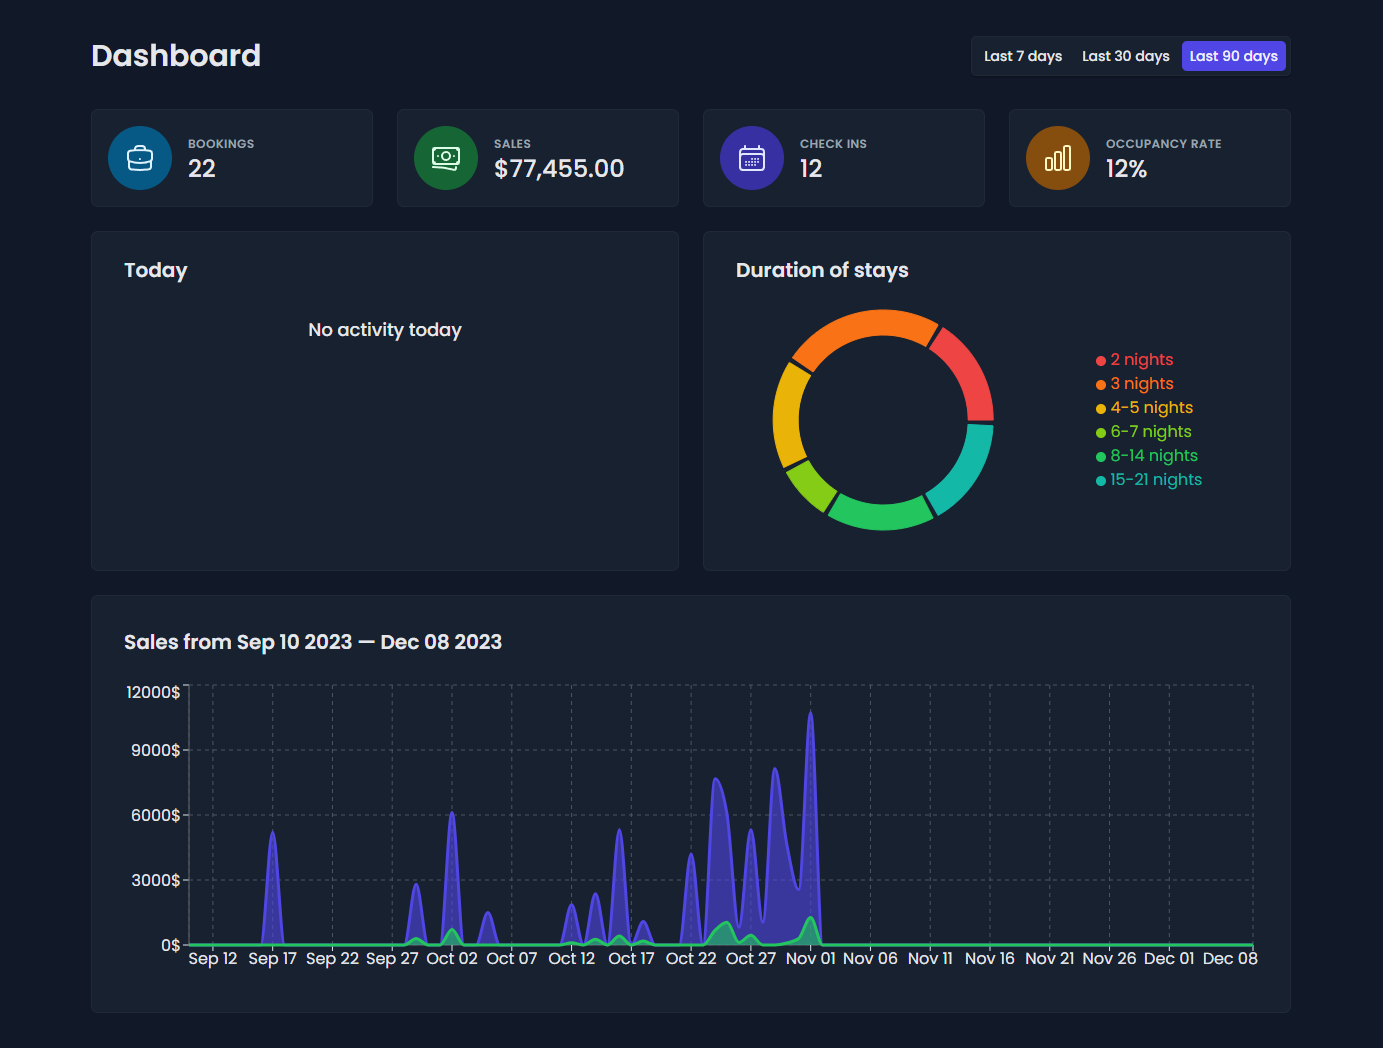 Dashboard
Last 7 days
Last 30 days
Last 90 days
BOOKINGS
22
SALES
$77,455.00
CHECK INS
12
OCCUPANCY RATE
12%
Today
No activity today
Duration of stays
2 nights
3 nights
4-5 nights
6-7 nights
8-14 nights
15-21 nights
Sales from Sep 10 2023 — Dec 08 2023
12000$
9000$
6000$
3000$
0$
Sep 12 Sep 17 Sep 22 Sep 27 Oct 02 Oct 07 Oct 12 Oct 17 Oct 22 Oct 27 Nov 01 Nov 06 Nov 11 Nov 16 Nov 21 Nov 26 Dec 01 Dec 08